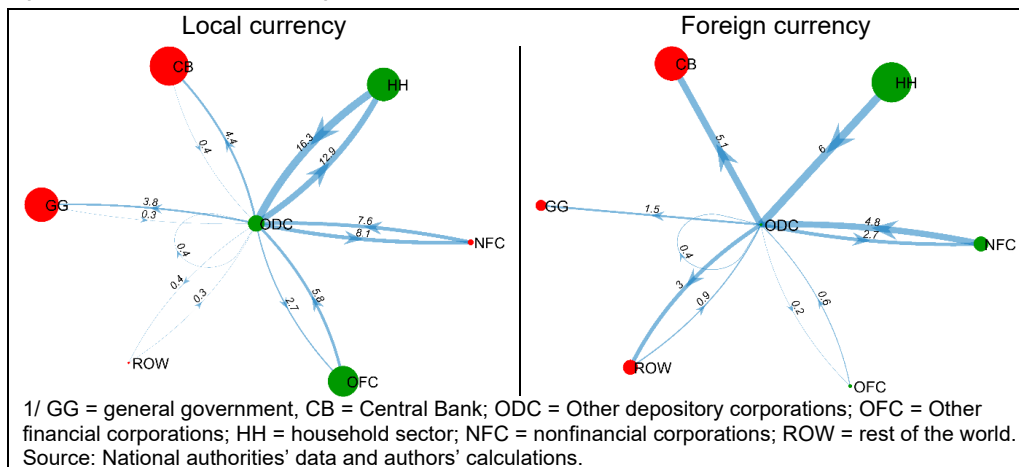 Local currency
Foreign currency
CB
HH
4.4
0.4
16.3
12.9
GG
3.8
0.3
ODC
7.6
8.1
NFC
0.4
0.4
0.3
2.7
5.8
ROW
OFC
CB
HH
5.1
6
GG
1.5
ODC
4.8
2.7
NFC
0.4
3
0.9
0.2
0.6
ROW
OFC
1/ GG = general government, CB = Central Bank; ODC = Other depository corporations; OFC = Other
financial corporations; HH = household sector; NFC = nonfinancial corporations; ROW = rest of the world.
Source: National authorities' data and authors' calculations.